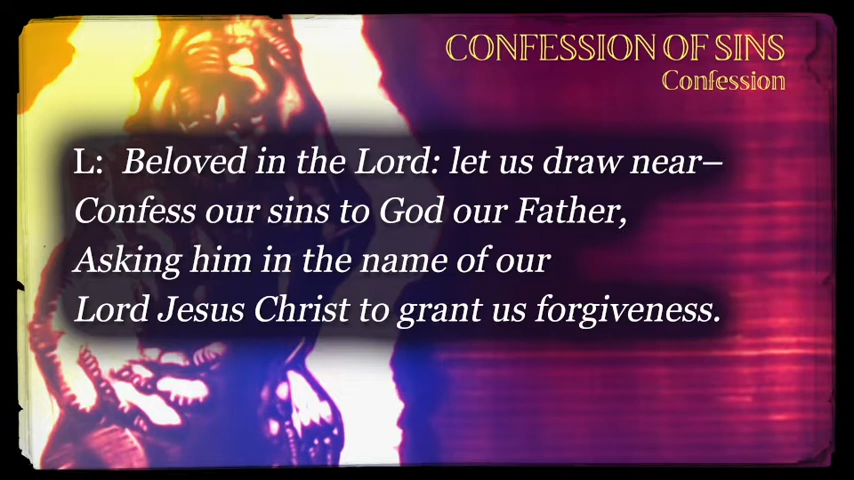 CONFESSION OF SINS
Confession
L: Beloved in the Lord: let us draw near–
Confess our sins to God our Father,
Asking him in the name of our
Lord Jesus Christ to grant us forgiveness.